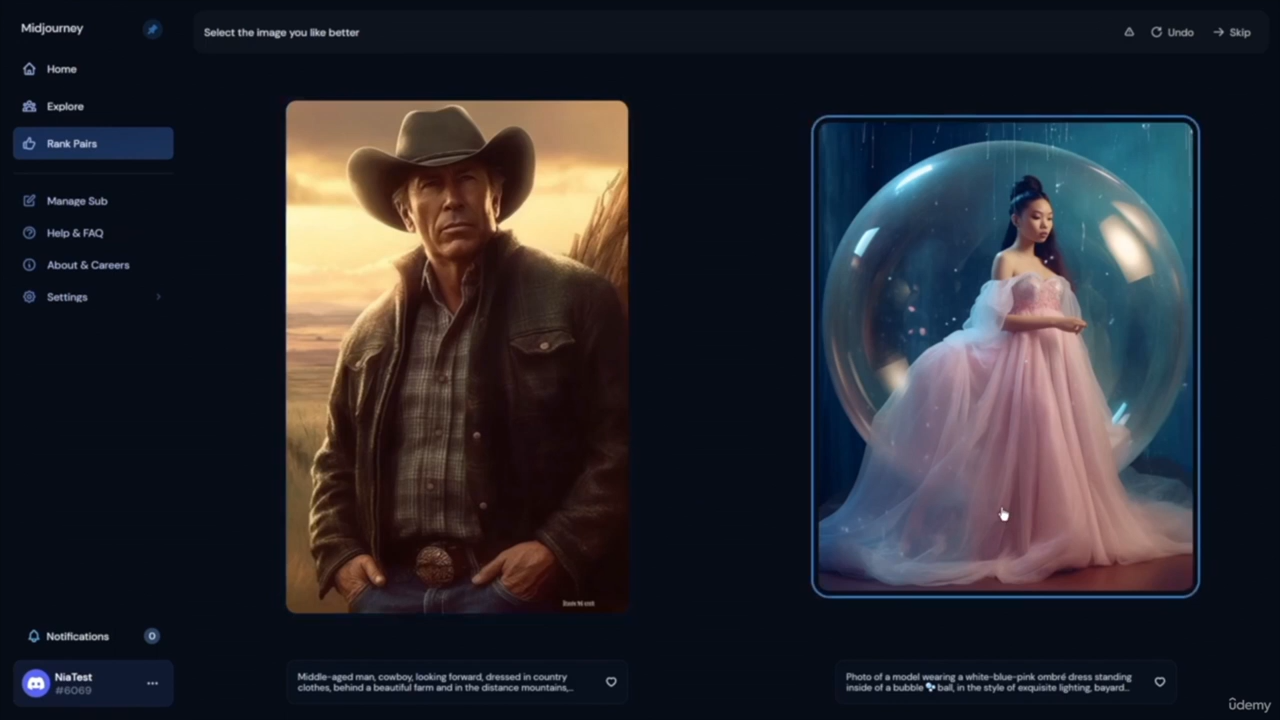 Midjourney
Select the image you like better
Undo
Skip
Home
Explore
Rank Pairs
Manage Sub
Help & FAQ
About & Careers
Settings
Notifications
0
NiaTest
#6069
Middle-aged man, cowboy, looking forward, dressed in country
clothes, behind a beautiful farm and in the distance mountains,...
Photo of a model wearing a white-blue-pink ombré dress standing
inside of a bubble 🫧 ball, in the style of exquisite lighting, bayard...
ûdemy